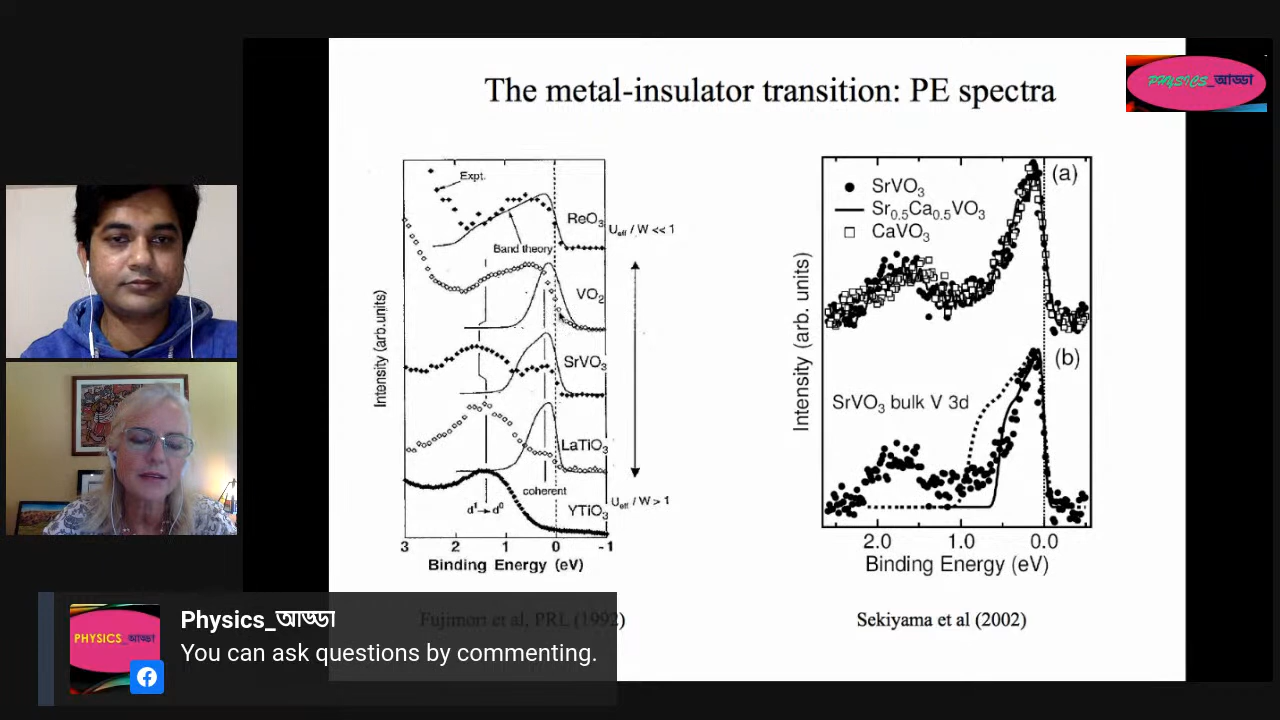 The metal-insulator transition: PE spectra
PHYSICS_আড্ডা
Expt.
ReO3
Ueff / W << 1
Band theory
VO2
SrVO3
LaTiO3
coherent
Ueff / W > 1
d1→d0
YTiO3
Intensity (arb.units)
3 2 1 0 -1
Binding Energy (eV)
Fujimori et al, PRL (1992)
(a)
SrVO3
Sr0.5Ca0.5VO3
CaVO3
(b)
SrVO3 bulk V 3d
Intensity (arb. units)
2.0 1.0 0.0
Binding Energy (eV)
Sekiyama et al (2002)
PHYSICS_আড্ডা
Physics_আড্ডা
You can ask questions by commenting.